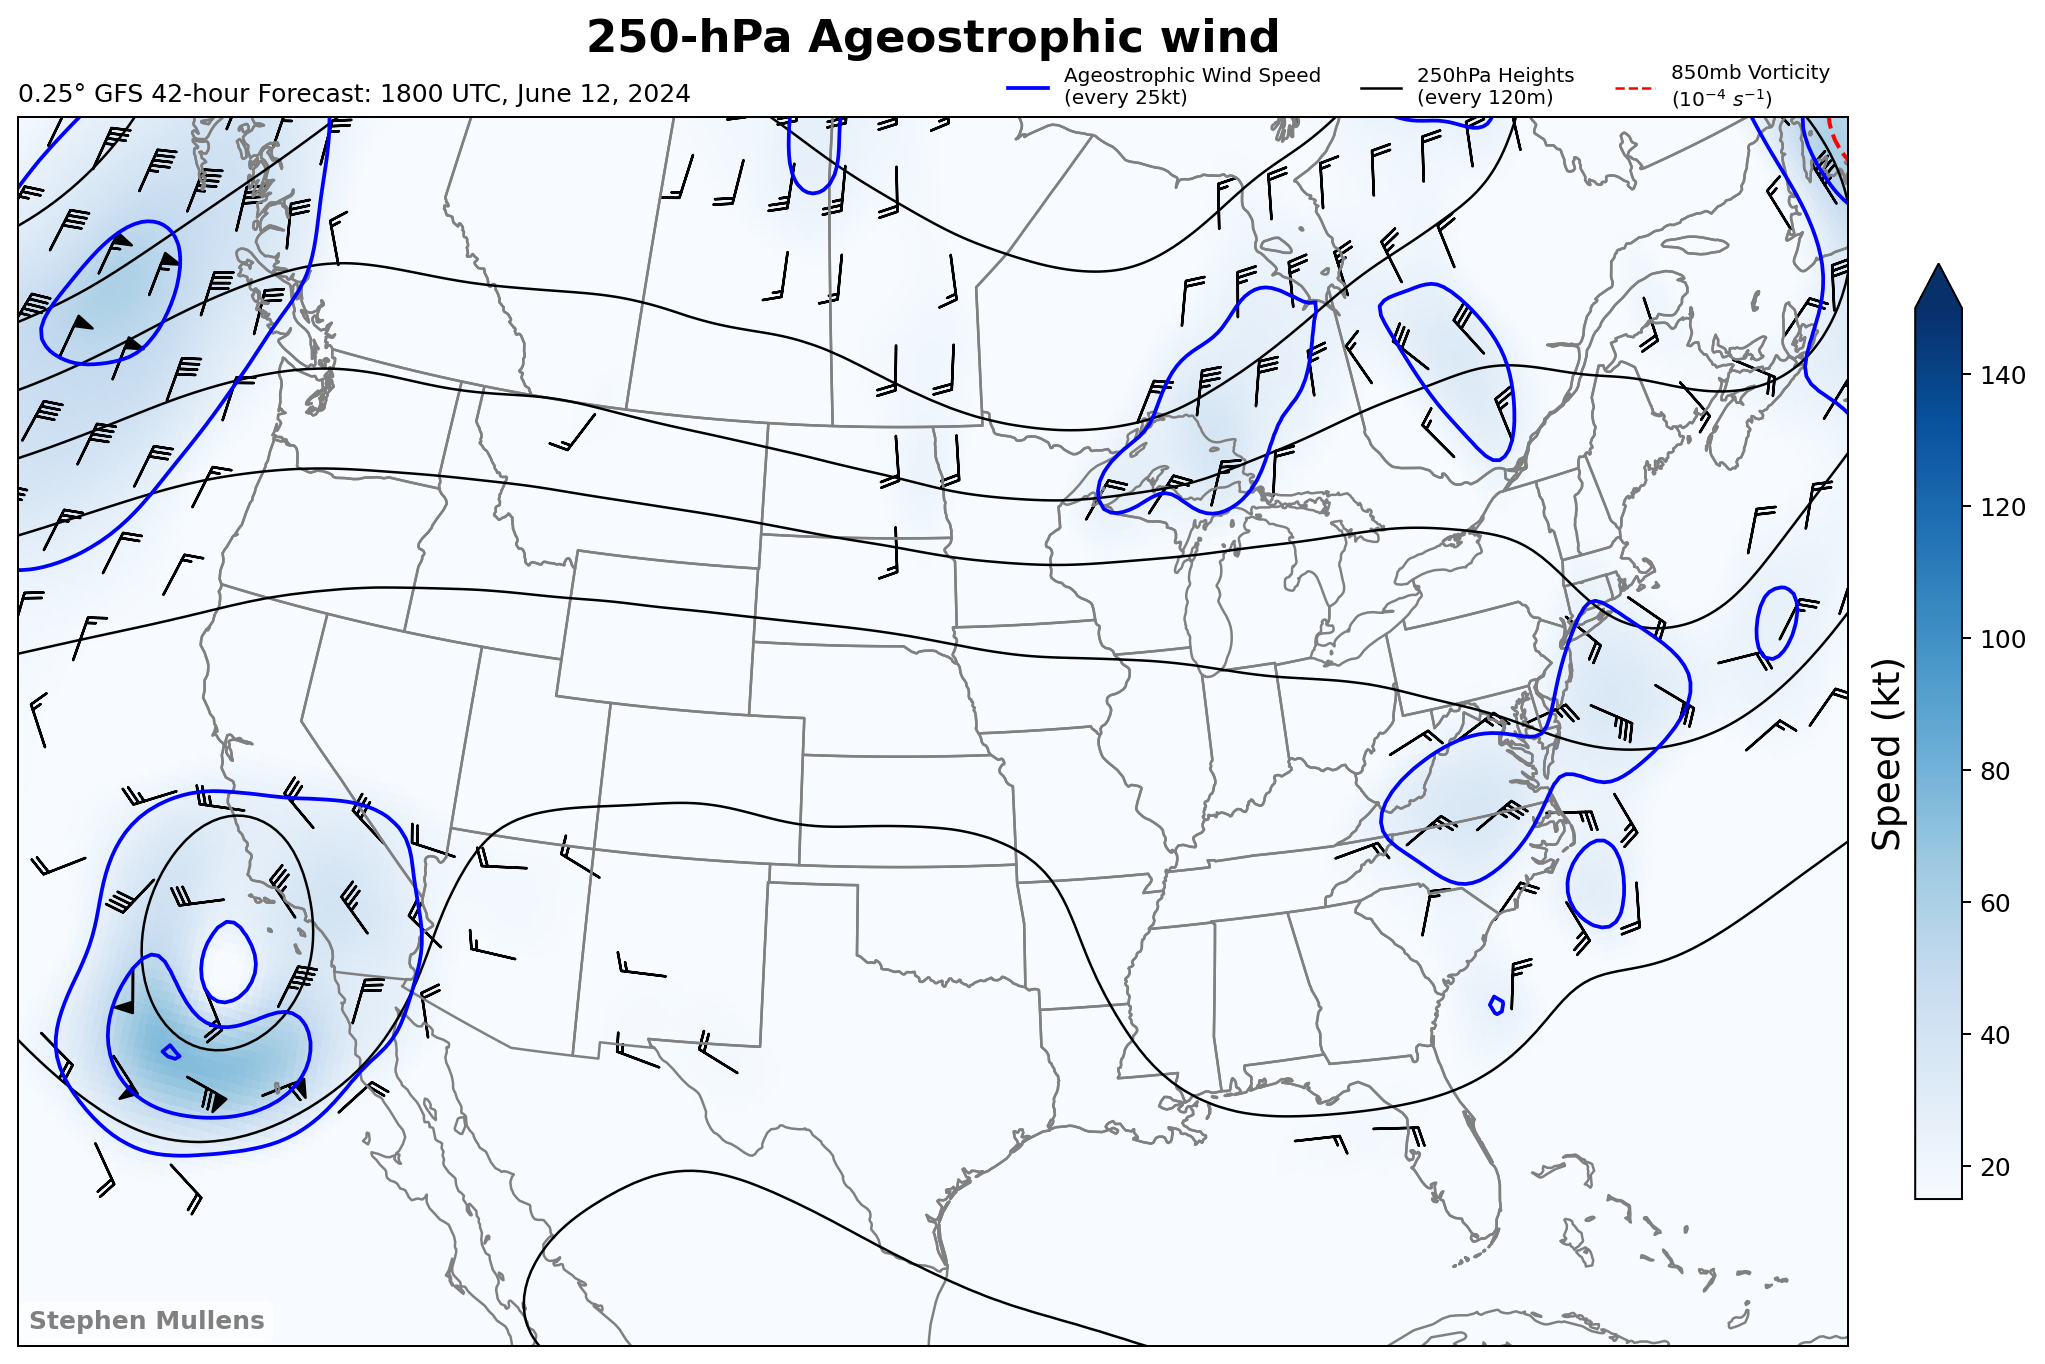 250-hPa Ageostrophic wind
0.25° GFS 42-hour Forecast: 1800 UTC, June 12, 2024
Ageostrophic Wind Speed
(every 25kt)
250hPa Heights
(every 120m)
850mb Vorticity
(10⁻⁴ s⁻¹)
140
120
100
80
60
40
20
Speed (kt)
Stephen Mullens